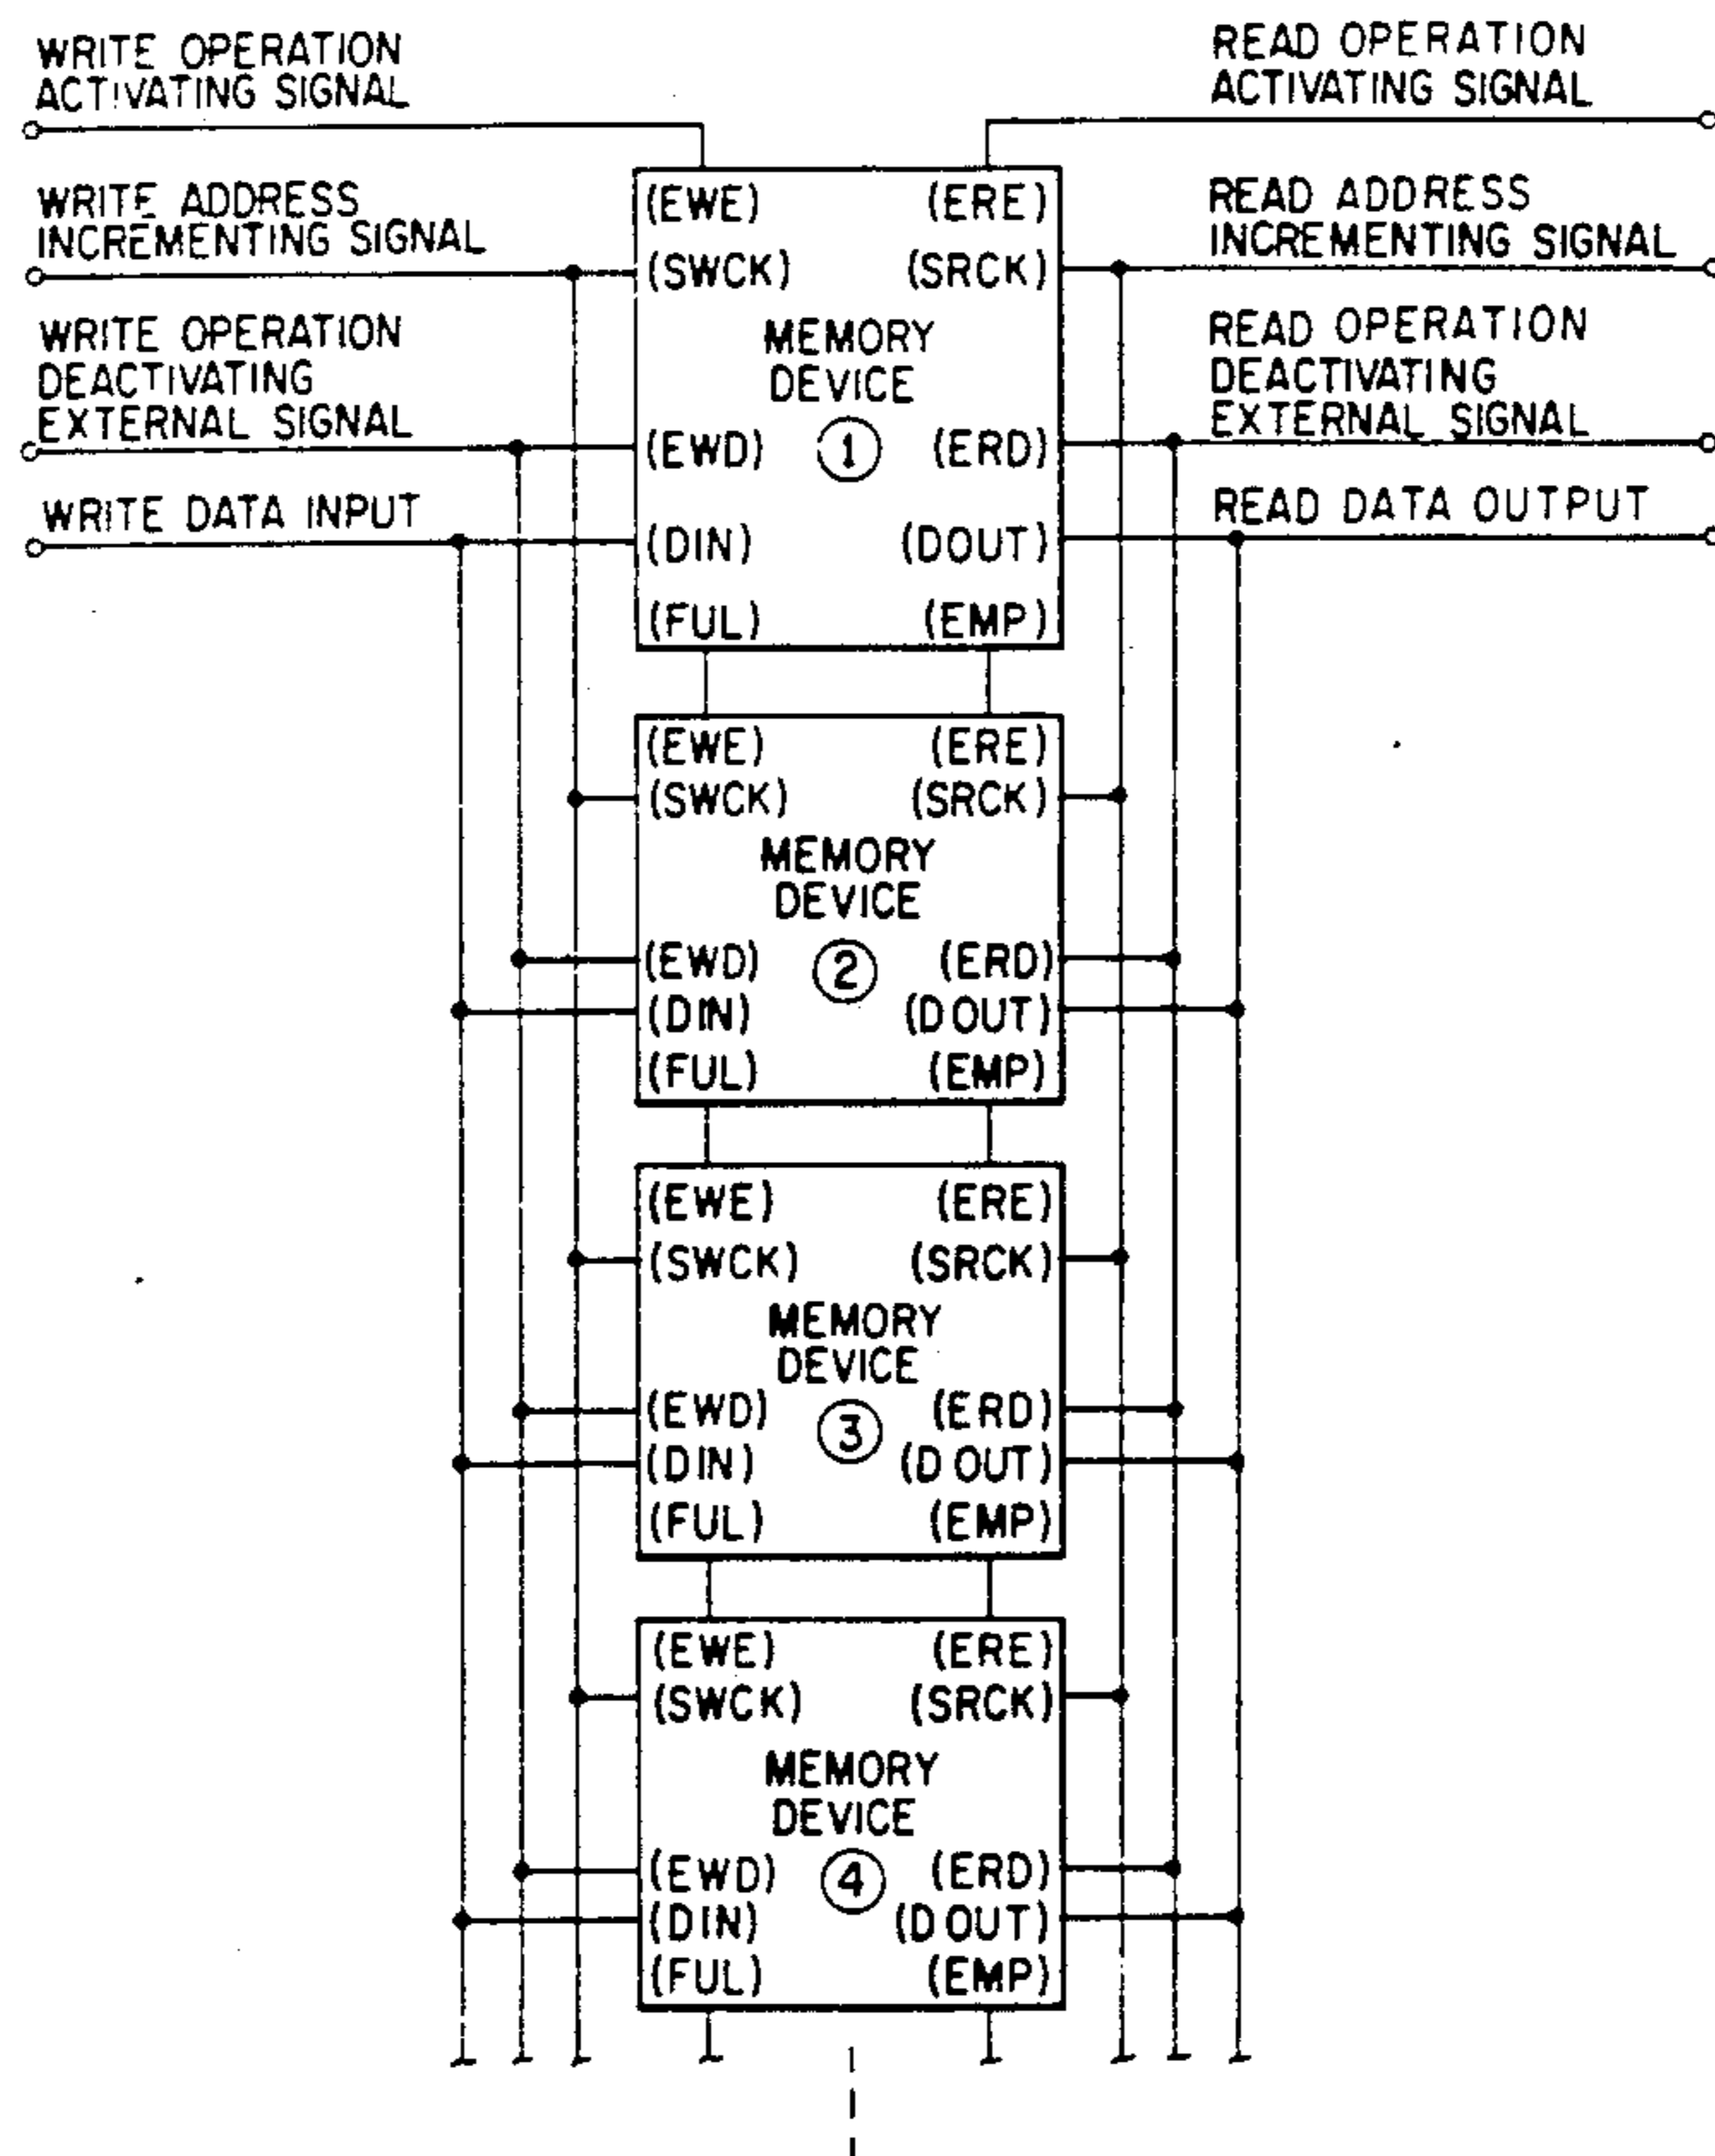 WRITE OPERATION
ACTIVATING SIGNAL
READ OPERATION
ACTIVATING SIGNAL
WRITE ADDRESS
INCREMENTING SIGNAL
READ ADDRESS
INCREMENTING SIGNAL
WRITE OPERATION
DEACTIVATING
EXTERNAL SIGNAL
READ OPERATION
DEACTIVATING
EXTERNAL SIGNAL
WRITE DATA INPUT
READ DATA OUTPUT
(EWE) (ERE)
(SWCK) (SRCK)
MEMORY
DEVICE
(EWD) 1 (ERD)
(DIN) (DOUT)
(FUL) (EMP)
(EWE) (ERE)
(SWCK) (SRCK)
MEMORY
DEVICE
(EWD) 2 (ERD)
(DIN) (DOUT)
(FUL) (EMP)
(EWE) (ERE)
(SWCK) (SRCK)
MEMORY
DEVICE
(EWD) 3 (ERD)
(DIN) (DOUT)
(FUL) (EMP)
(EWE) (ERE)
(SWCK) (SRCK)
MEMORY
DEVICE
(EWD) 4 (ERD)
(DIN) (DOUT)
(FUL) (EMP)